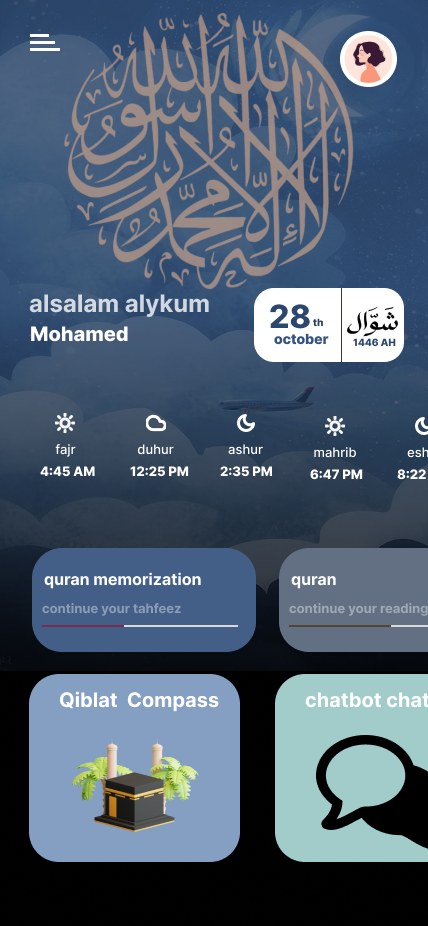 لا إله إلا الله محمد رسول الله
alsalam alykum
Mohamed
28 th
october
شَوَّال
1446 AH
fajr
4:45 AM
duhur
12:25 PM
ashur
2:35 PM
mahrib
6:47 PM
esh
8:22
quran memorization
continue your tahfeez
quran
continue your reading
Qiblat Compass
chatbot chat